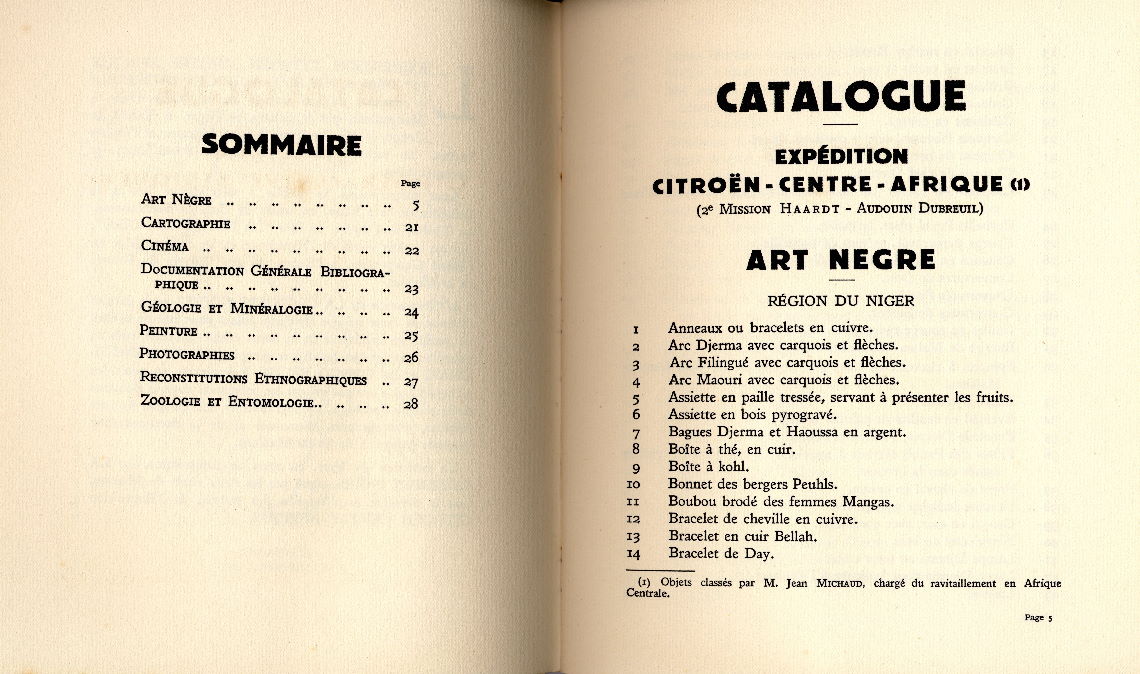 SOMMAIRE
Page
ART NÈGRE .. .. .. .. .. .. .. .. 5
CARTOGRAPHIE .. .. .. .. .. .. .. 21
CINÉMA .. .. .. .. .. .. .. .. .. 22
DOCUMENTATION GÉNÉRALE BIBLIOGRA-
PHIQUE .. .. .. .. .. .. .. .. .. 23
GÉOLOGIE ET MINÉRALOGIE .. .. .. .. 24
PEINTURE .. .. .. .. .. .. .. .. .. 25
PHOTOGRAPHIES .. .. .. .. .. .. .. 26
RECONSTITUTIONS ETHNOGRAPHIQUES .. 27
ZOOLOGIE ET ENTOMOLOGIE .. .. .. .. 28
CATALOGUE
EXPÉDITION
CITROËN - CENTRE - AFRIQUE (1)
(2e MISSION HAARDT - AUDOUIN DUBREUIL)
ART NEGRE
RÉGION DU NIGER
1 Anneaux ou bracelets en cuivre.
2 Arc Djerma avec carquois et flèches.
3 Arc Filingué avec carquois et flèches.
4 Arc Maouri avec carquois et flèches.
5 Assiette en paille tressée, servant à présenter les fruits.
6 Assiette en bois pyrogravé.
7 Bagues Djerma et Haoussa en argent.
8 Boîte à thé, en cuir.
9 Boîte à kohl.
10 Bonnet des bergers Peuhls.
11 Boubou brodé des femmes Mangas.
12 Bracelet de cheville en cuivre.
13 Bracelet en cuir Bellah.
14 Bracelet de Day.
(1) Objets classés par M. Jean MICHAUD, chargé du ravitaillement en Afrique
Centrale.
Page 5